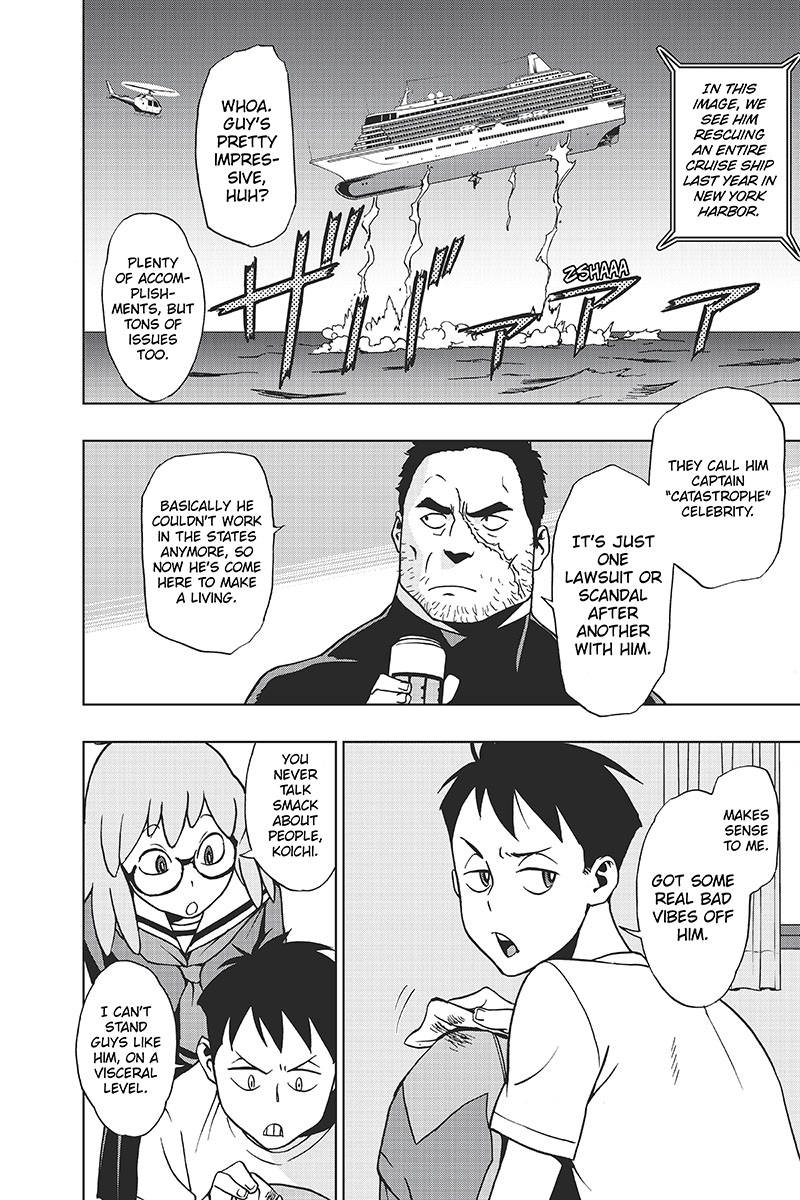 IN THIS
IMAGE, WE
SEE HIM
RESCUING
AN ENTIRE
CRUISE SHIP
LAST YEAR IN
NEW YORK
HARBOR.
WHOA.
GUY'S
PRETTY
IMPRES-
SIVE,
HUH?
PLENTY
OF ACCOM-
PLISH-
MENTS, BUT
TONS OF
ISSUES
TOO.
ZSHAAA
ザバァアア
THEY CALL HIM
CAPTAIN
"CATASTROPHE"
CELEBRITY.
IT'S JUST
ONE
LAWSUIT OR
SCANDAL
AFTER
ANOTHER
WITH HIM.
BASICALLY HE
COULDN'T WORK
IN THE STATES
ANYMORE, SO
NOW HE'S COME
HERE TO MAKE
A LIVING.
MAKES
SENSE
TO ME.
GOT SOME
REAL BAD
VIBES OFF
HIM.
YOU
NEVER
TALK
SMACK
ABOUT
PEOPLE,
KOICHI.
I CAN'T
STAND
GUYS LIKE
HIM, ON A
VISCERAL
LEVEL.